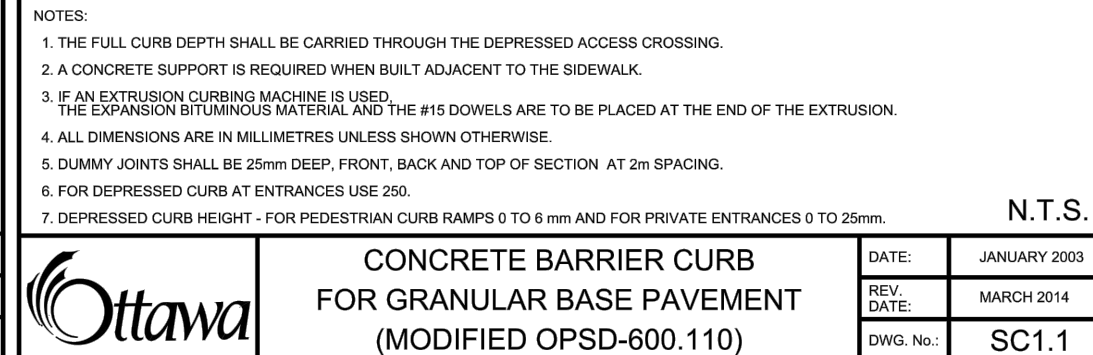 NOTES:
1. THE FULL CURB DEPTH SHALL BE CARRIED THROUGH THE DEPRESSED ACCESS CROSSING.
2. A CONCRETE SUPPORT IS REQUIRED WHEN BUILT ADJACENT TO THE SIDEWALK.
3. IF AN EXTRUSION CURBING MACHINE IS USED,
THE EXPANSION BITUMINOUS MATERIAL AND THE #15 DOWELS ARE TO BE PLACED AT THE END OF THE EXTRUSION.
4. ALL DIMENSIONS ARE IN MILLIMETRES UNLESS SHOWN OTHERWISE.
5. DUMMY JOINTS SHALL BE 25mm DEEP, FRONT, BACK AND TOP OF SECTION AT 2m SPACING.
6. FOR DEPRESSED CURB AT ENTRANCES USE 250.
7. DEPRESSED CURB HEIGHT - FOR PEDESTRIAN CURB RAMPS 0 TO 6 mm AND FOR PRIVATE ENTRANCES 0 TO 25mm.
N.T.S.
Ottawa
CONCRETE BARRIER CURB
FOR GRANULAR BASE PAVEMENT
(MODIFIED OPSD-600.110)
DATE: JANUARY 2003
REV.
DATE: MARCH 2014
DWG. No.: SC1.1